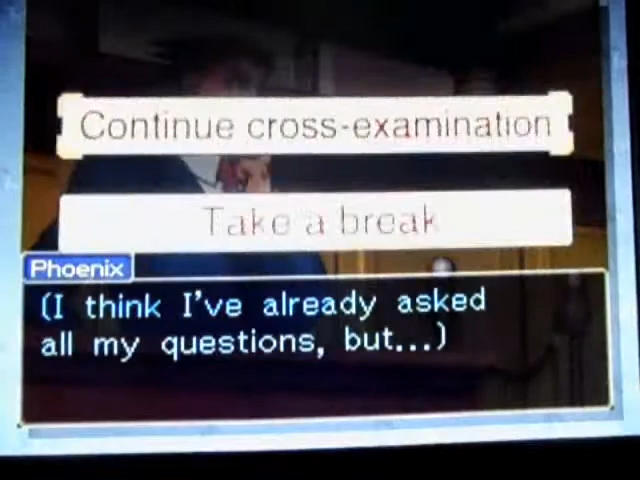 Continue cross-examination
Take a break
Phoenix
(I think I've already asked
all my questions, but...)